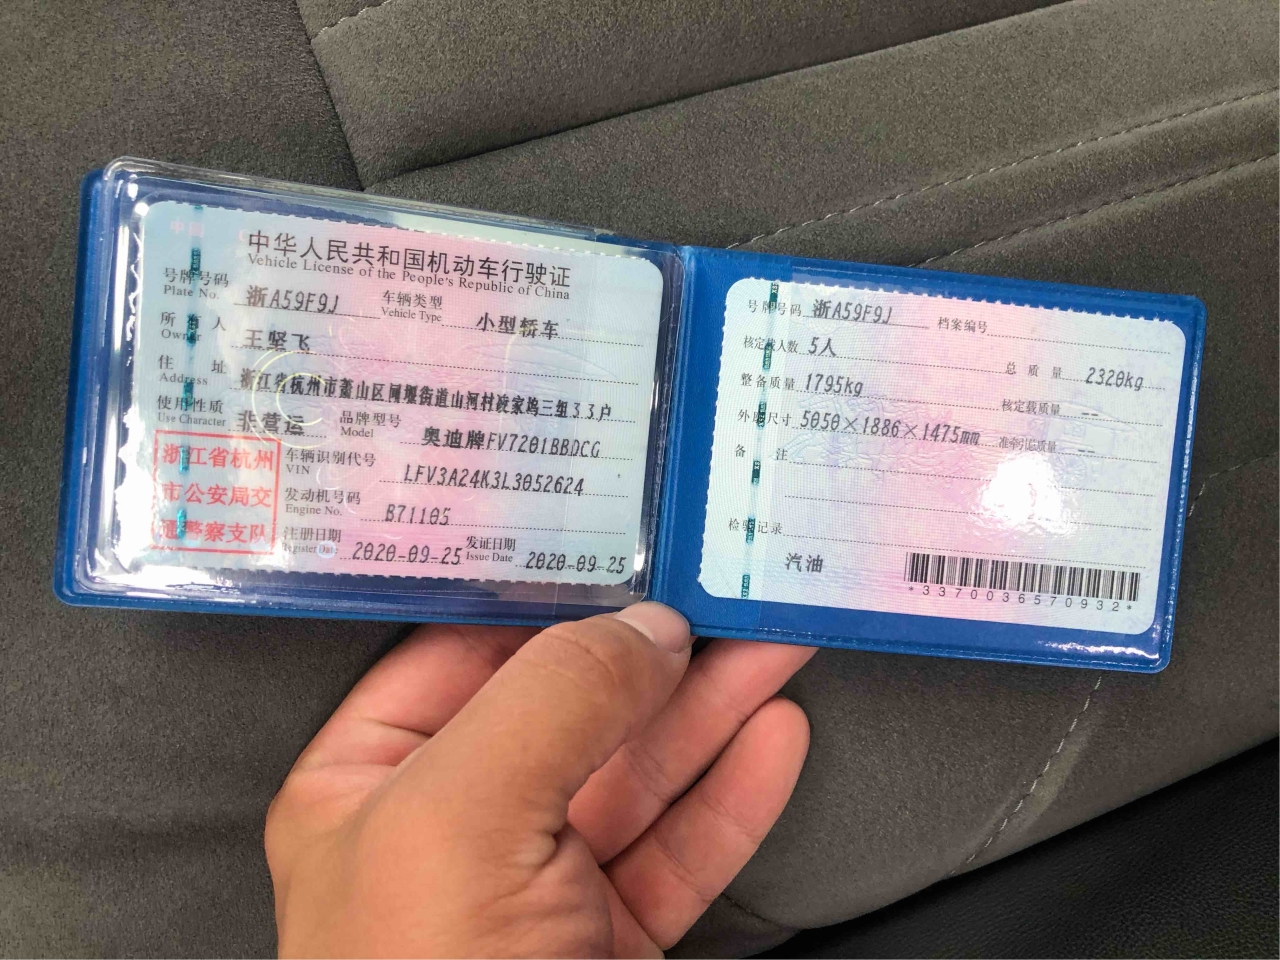 中华人民共和国机动车行驶证
Vehicle License of the People's Republic of China
号牌号码 浙A59F9J 车辆类型 小型轿车
Plate No. Vehicle Type
所有人 王坚飞
Owner
住址 浙江省杭州市萧山区闻堰街道山河村凌家坞三组33户
Address
使用性质 非营运 品牌型号 奥迪牌FV7201BBDCG
Use Character Model
浙江省杭州
市公安局交
通警察支队
车辆识别代号 LFV3A24K3L3052624
VIN
发动机号码 B71105
Engine No.
注册日期 2020-09-25 发证日期 2020-09-25
Register Date Issue Date
号牌号码 浙A59F9J 档案编号
核定载人数 5人 总质量 2320kg
整备质量 1795kg 核定载质量 --
外廓尺寸 5050×1886×1475mm 准牵引总质量 --
备注
检验记录
汽油
*3370036570932*